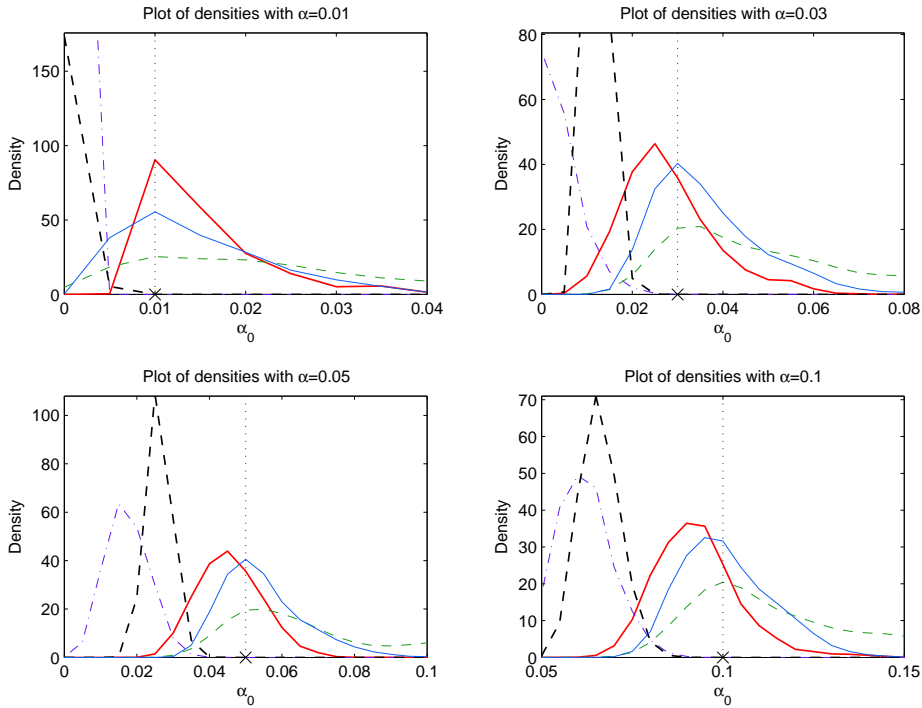 Plot of densities with α=0.01
150
100
50
0
Density
0 0.01 0.02 0.03 0.04
α0
Plot of densities with α=0.03
80
60
40
20
0
Density
0 0.02 0.04 0.06 0.08
α0
Plot of densities with α=0.05
100
80
60
40
20
0
Density
0 0.02 0.04 0.06 0.08 0.1
α0
Plot of densities with α=0.1
70
60
50
40
30
20
10
0
Density
0.05 0.1 0.15
α0